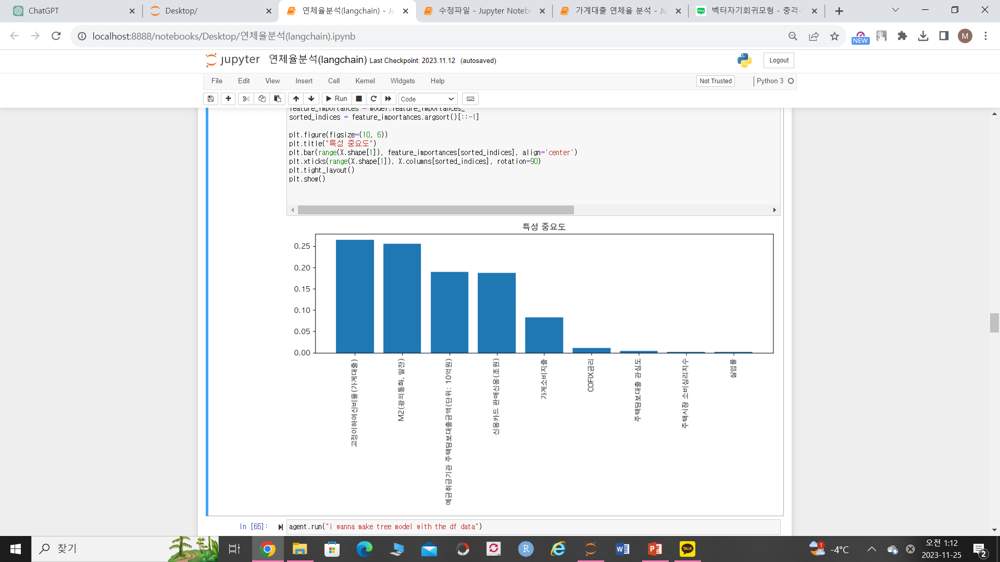 ChatGPT
Desktop/
연체율분석(langchain) - Ju
수정파일 - Jupyter Notebo
가계대출 연체율 분석 - Ju
blog
벡터자기회귀모형 - 충격-
localhost:8888/notebooks/Desktop/연체율분석(langchain).ipynb
NEW
M
jupyter 연체율분석(langchain) Last Checkpoint: 2023.11.12 (autosaved)
Logout
File Edit View Insert Cell Kernel Widgets Help
Not Trusted
Python 3
Run
Code
feature_importances = model.feature_importances_
sorted_indices = feature_importances.argsort()[::-1]
plt.figure(figsize=(10, 6))
plt.title("특성 중요도")
plt.bar(range(X.shape[1]), feature_importances[sorted_indices], align='center')
plt.xticks(range(X.shape[1]), X.columns[sorted_indices], rotation=90)
plt.tight_layout()
plt.show()
특성 중요도
0.25
0.20
0.15
0.10
0.05
0.00
고정이하여신비율(가계대출)
M2(광의통화, 말잔)
예금취급기관 주택담보대출금액(단위: 10억원)
신용카드 판매신용(조원)
가계소비지출
COFIX금리
주택담보대출 관심도
주택시장 소비심리지수
실업률
In [65]:
agent.run("i wanna make tree model with the df data")
찾기
R
TALK
1
-4°C
오전 1:12
2023-11-25
2